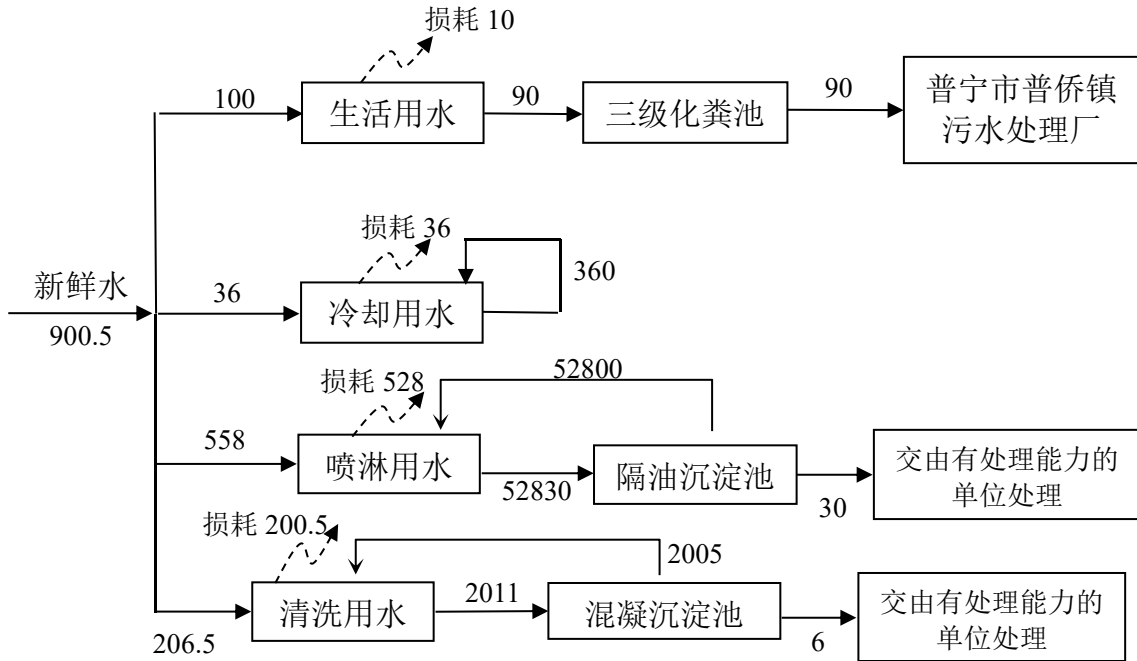 损耗 10
100
生活用水
90
三级化粪池
90
普宁市普侨镇
污水处理厂
损耗 36
360
新鲜水
900.5
36
冷却用水
损耗 528
52800
558
喷淋用水
52830
隔油沉淀池
30
交由有处理能力的
单位处理
损耗 200.5
2005
206.5
清洗用水
2011
混凝沉淀池
6
交由有处理能力的
单位处理